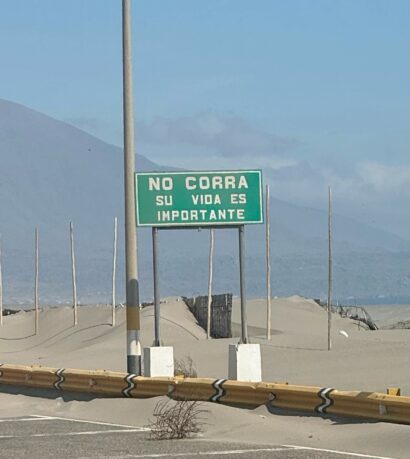 NO CORRA
SU VIDA ES
IMPORTANTE